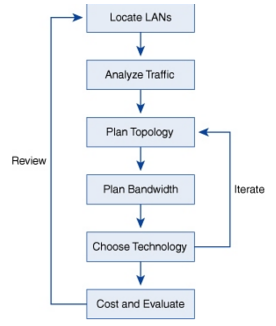 Locate LANs
Analyze Traffic
Plan Topology
Review
Plan Bandwidth
Iterate
Choose Technology
Cost and Evaluate